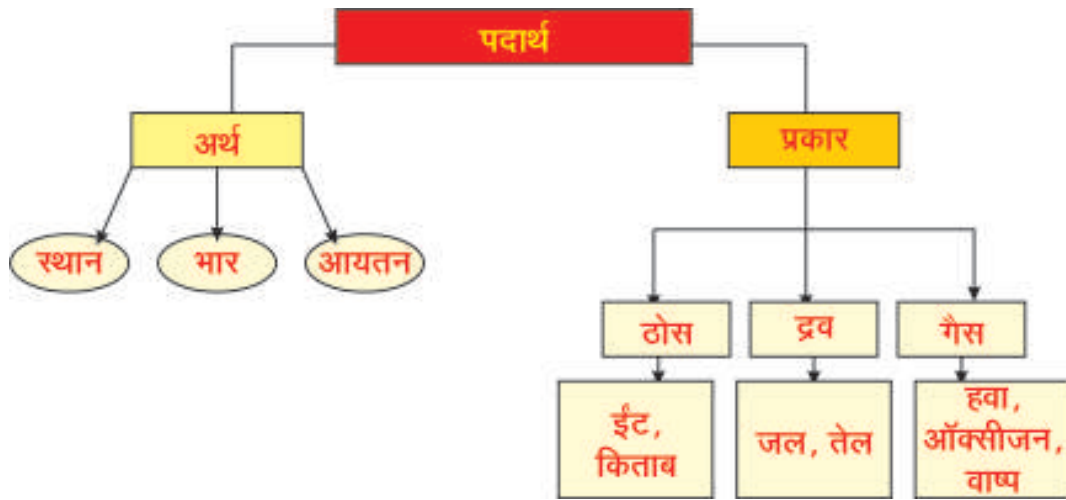 पदार्थ
अर्थ
प्रकार
स्थान
भार
आयतन
ठोस
द्रव
गैस
ईंट,
किताब
जल, तेल
हवा,
ऑक्सीजन,
वाष्प